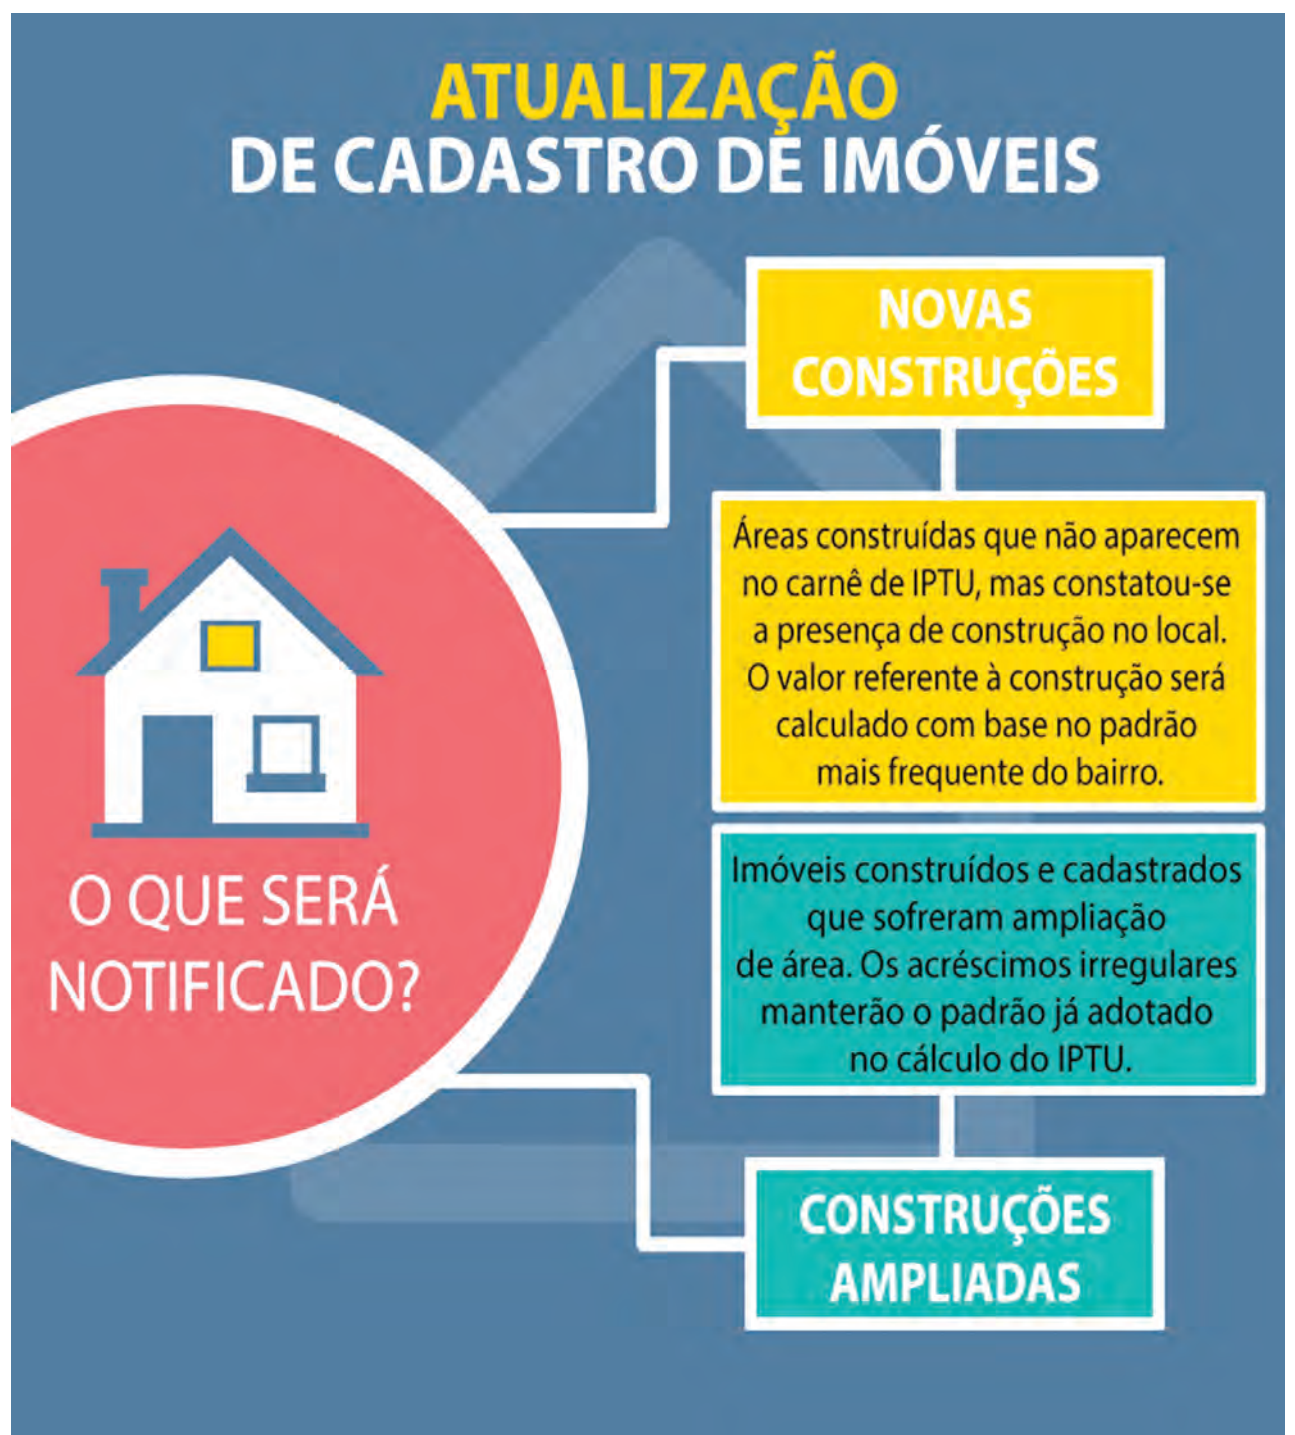 ATUALIZAÇÃO
DE CADASTRO DE IMÓVEIS
NOVAS
CONSTRUÇÕES
Áreas construídas que não aparecem
no carnê de IPTU, mas constatou-se
a presença de construção no local.
O valor referente à construção será
calculado com base no padrão
mais frequente do bairro.
O QUE SERÁ
NOTIFICADO?
Imóveis construídos e cadastrados
que sofreram ampliação
de área. Os acréscimos irregulares
manterão o padrão já adotado
no cálculo do IPTU.
CONSTRUÇÕES
AMPLIADAS